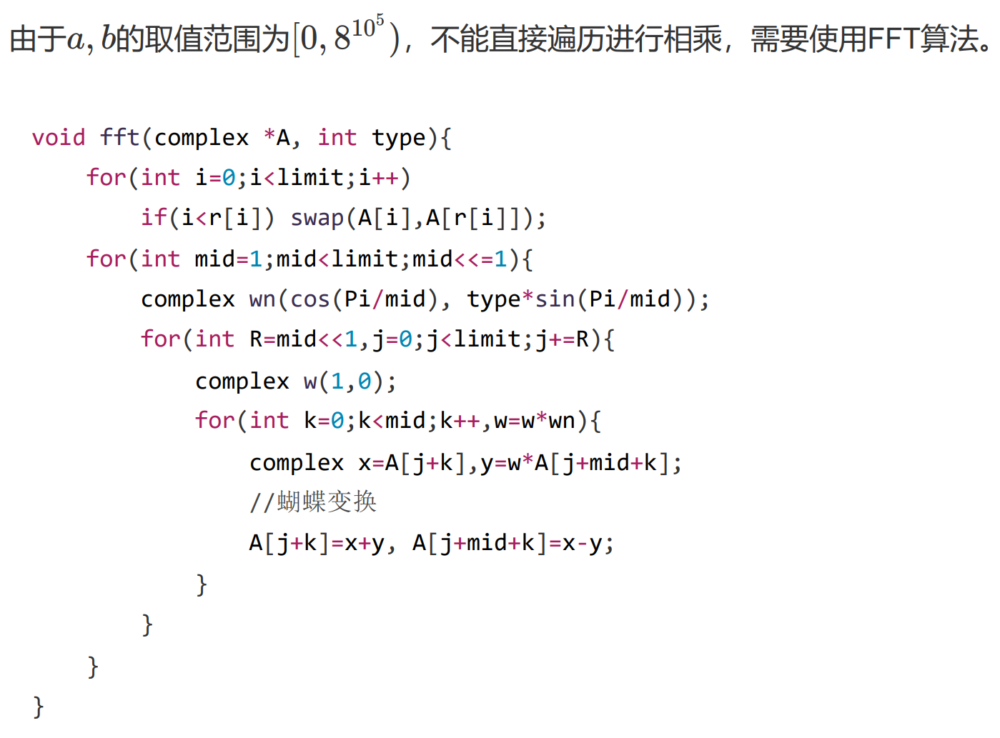 由于a, b的取值范围为[0, 8^{10^5})，不能直接遍历进行相乘，需要使用FFT算法。
void fft(complex *A, int type){
    for(int i=0;i<limit;i++)
        if(i<r[i]) swap(A[i],A[r[i]]);
    for(int mid=1;mid<limit;mid<<=1){
        complex wn(cos(Pi/mid), type*sin(Pi/mid));
        for(int R=mid<<1,j=0;j<limit;j+=R){
            complex w(1,0);
            for(int k=0;k<mid;k++,w=w*wn){
                complex x=A[j+k],y=w*A[j+mid+k];
                //蝴蝶变换
                A[j+k]=x+y, A[j+mid+k]=x-y;
            }
        }
    }
}